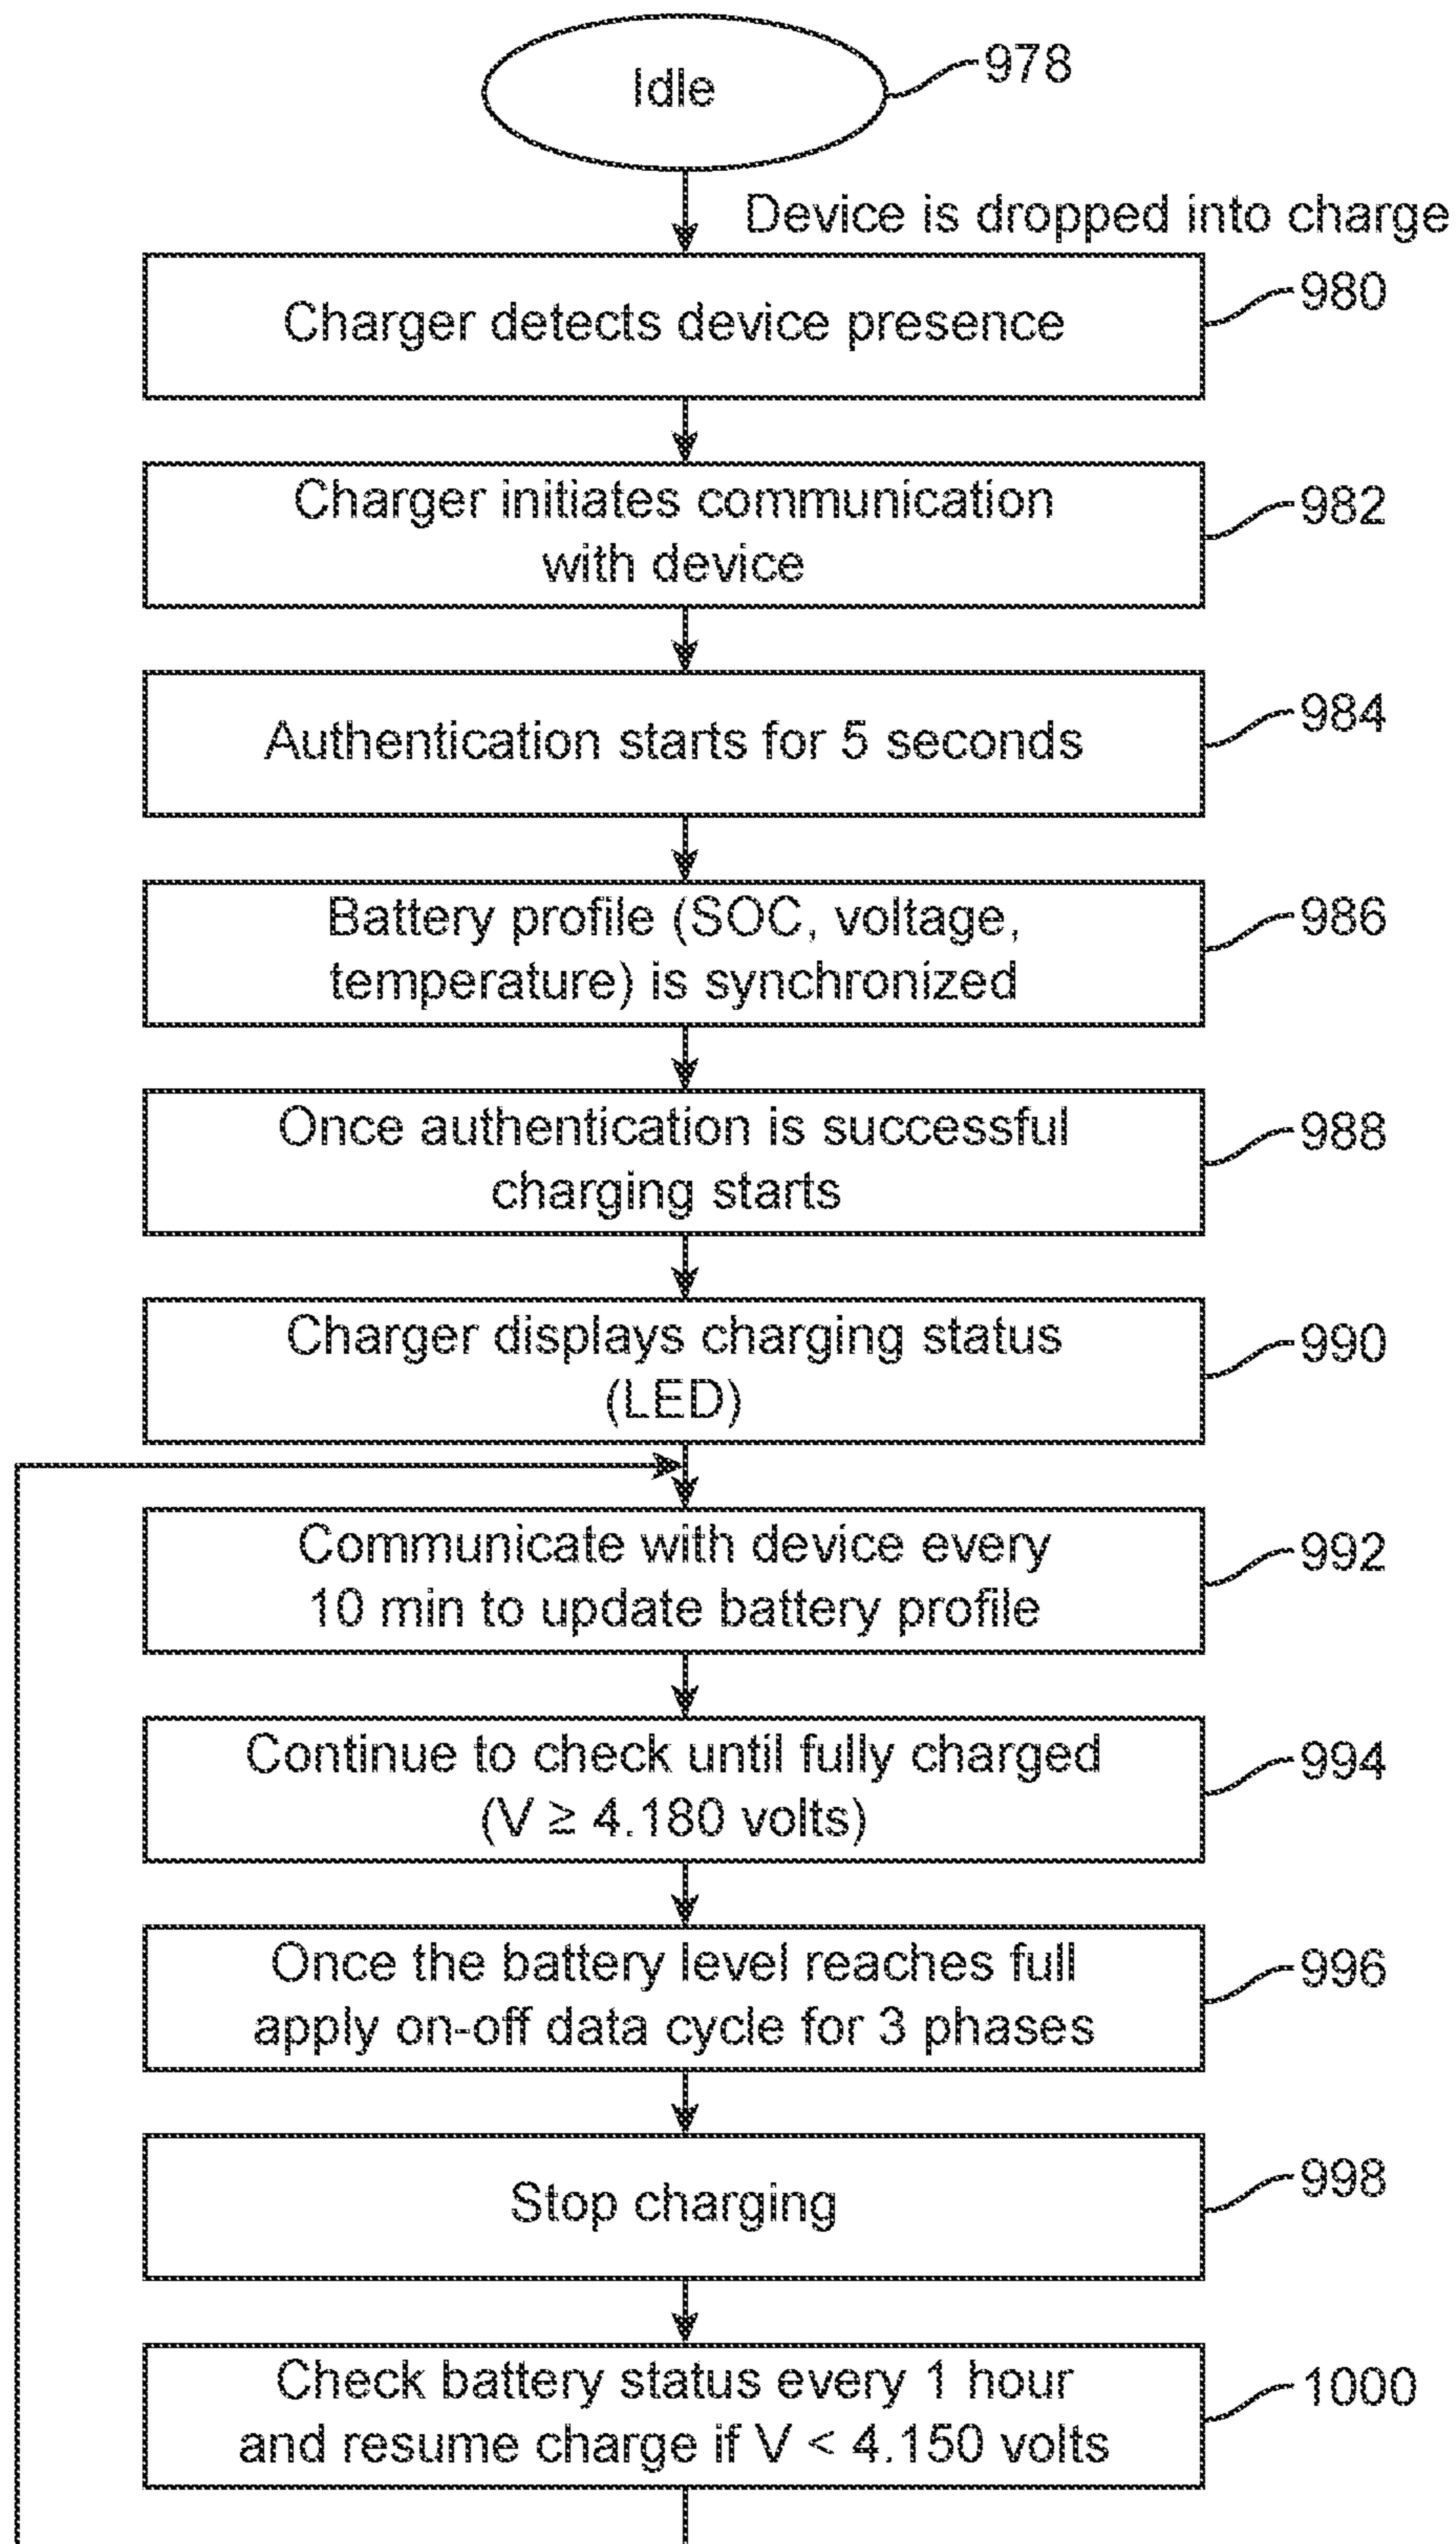 Idle
978
Device is dropped into charge
Charger detects device presence
980
Charger initiates communication
with device
982
Authentication starts for 5 seconds
984
Battery profile (SOC, voltage,
temperature) is synchronized
986
Once authentication is successful
charging starts
988
Charger displays charging status
(LED)
990
Communicate with device every
10 min to update battery profile
992
Continue to check until fully charged
(V ≥ 4.180 volts)
994
Once the battery level reaches full
apply on-off data cycle for 3 phases
996
Stop charging
998
Check battery status every 1 hour
and resume charge if V < 4.150 volts
1000